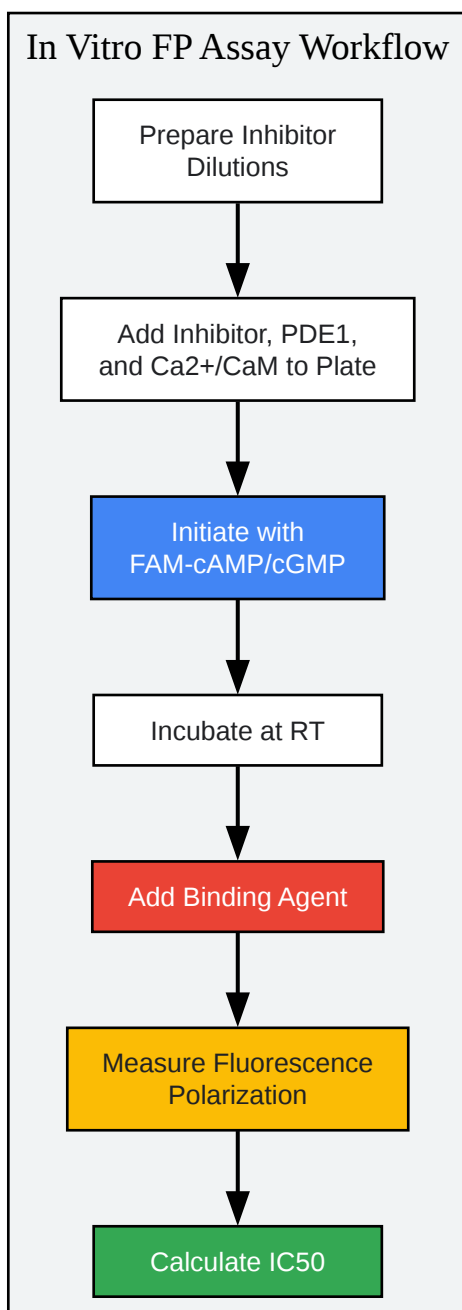 In Vitro FP Assay Workflow
Prepare Inhibitor
Dilutions
Add Inhibitor, PDE1,
and Ca2+/CaM to Plate
Initiate with
FAM-cAMP/cGMP
Incubate at RT
Add Binding Agent
Measure Fluorescence
Polarization
Calculate IC50